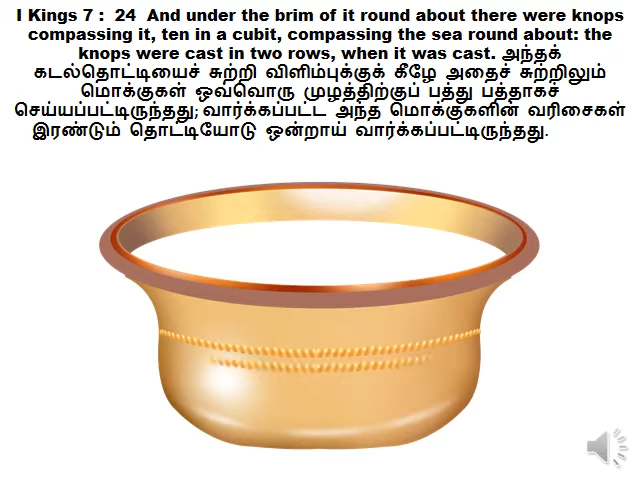 I Kings 7 :  24  And under the brim of it round about there were knops
compassing it, ten in a cubit, compassing the sea round about: the
knops were cast in two rows, when it was cast. அந்தக்
கடல்தொட்டியைச் சுற்றி விளிம்புக்குக் கீழே அதைச் சுற்றிலும்
மொக்குகள் ஒவ்வொரு முழத்திற்குப் பத்து பத்தாகச்
செய்யப்பட்டிருந்தது; வார்க்கப்பட்ட அந்த மொக்குகளின் வரிசைகள்
இரண்டும் தொட்டியோடு ஒன்றாய் வார்க்கப்பட்டிருந்தது.